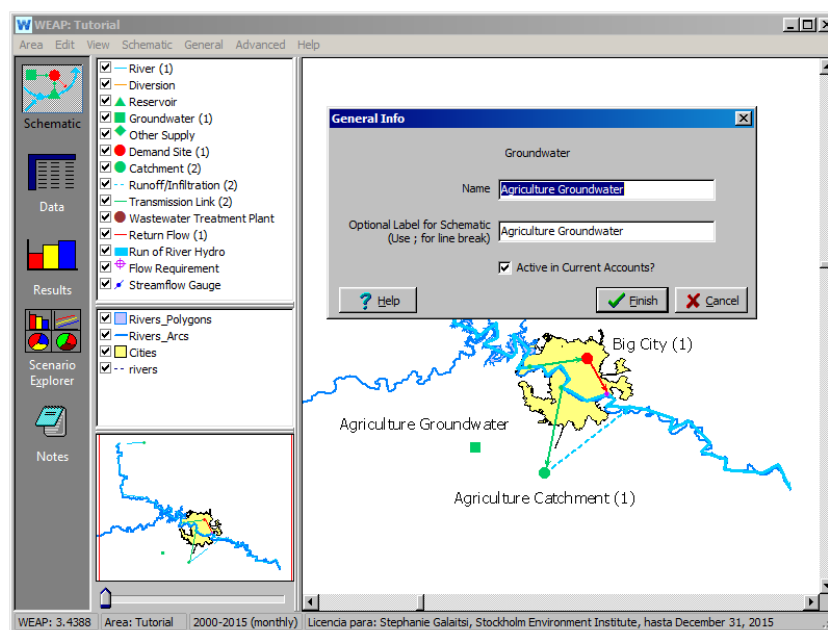 WEAP: Tutorial
Area Edit View Schematic General Advanced Help
Schematic
Data
Results
Scenario
Explorer
Notes
River (1)
Diversion
Reservoir
Groundwater (1)
Other Supply
Demand Site (1)
Catchment (2)
Runoff/Infiltration (2)
Transmission Link (2)
Wastewater Treatment Plant
Return Flow (1)
Run of River Hydro
Flow Requirement
Streamflow Gauge
Rivers_Polygons
Rivers_Arcs
Cities
rivers
General Info
Groundwater
Name Agriculture Groundwater
Optional Label for Schematic
(Use ; for line break) Agriculture Groundwater
Active in Current Accounts?
? Help Finish Cancel
Big City (1)
Agriculture Groundwater
Agriculture Catchment (1)
WEAP: 3.4388 Area: Tutorial 2000-2015 (monthly) Licencia para: Stephanie Galaitsi, Stockholm Environment Institute, hasta December 31, 2015